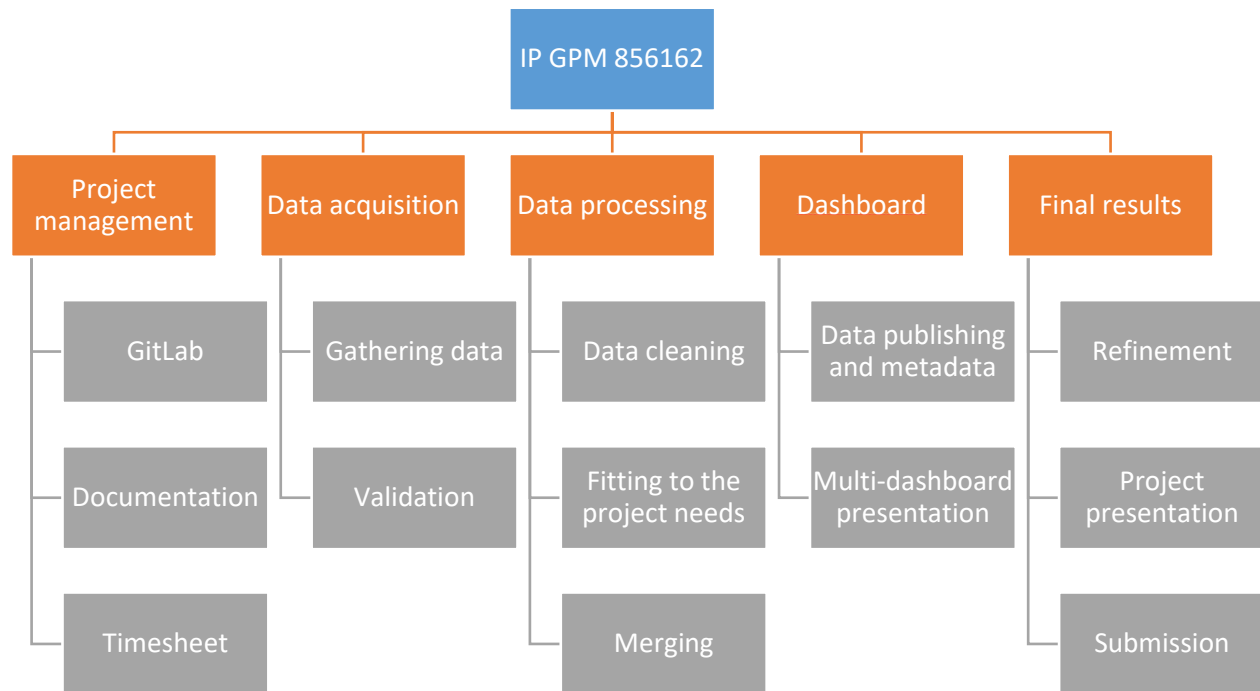 IP GPM 856162
Project
management
Data acquisition
Data processing
Dashboard
Final results
GitLab
Gathering data
Data cleaning
Data publishing
and metadata
Refinement
Documentation
Validation
Fitting to the
project needs
Multi-dashboard
presentation
Project
presentation
Timesheet
Merging
Submission